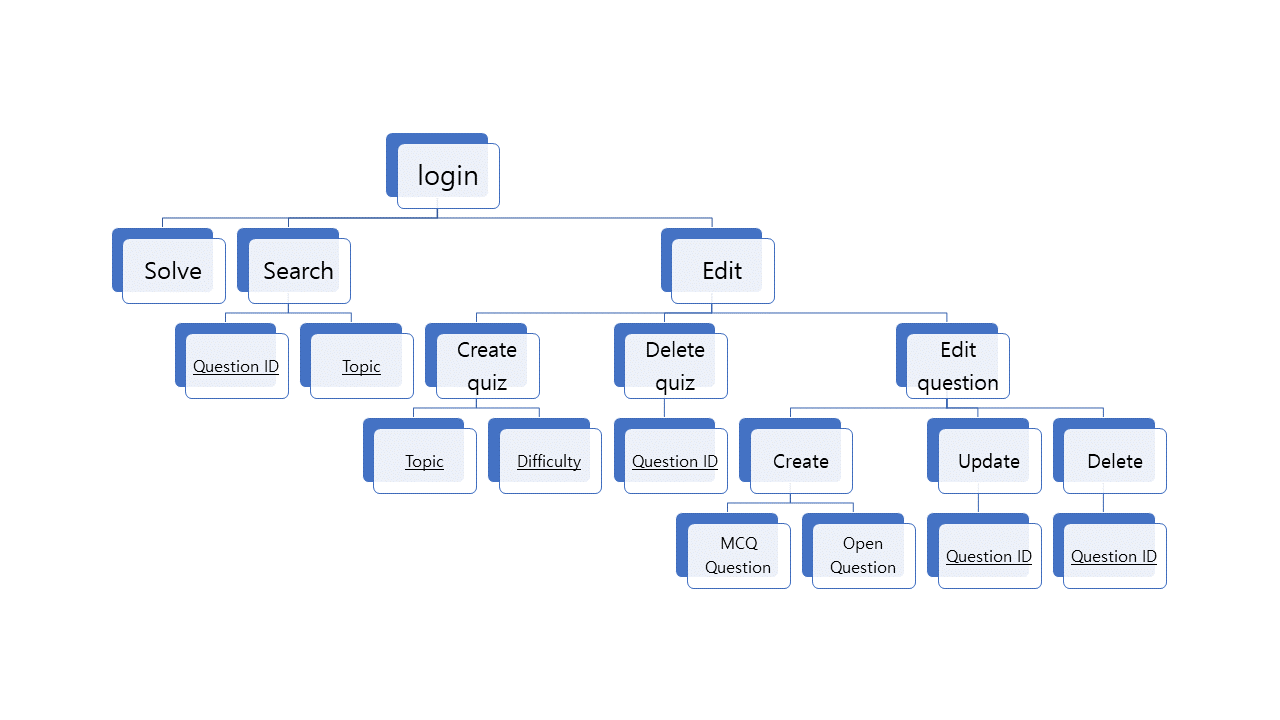 login
Solve
Search
Edit
Question ID
Topic
Create
quiz
Delete
quiz
Edit
question
Topic
Difficulty
Question ID
Create
Update
Delete
MCQ
Question
Open
Question
Question ID
Question ID